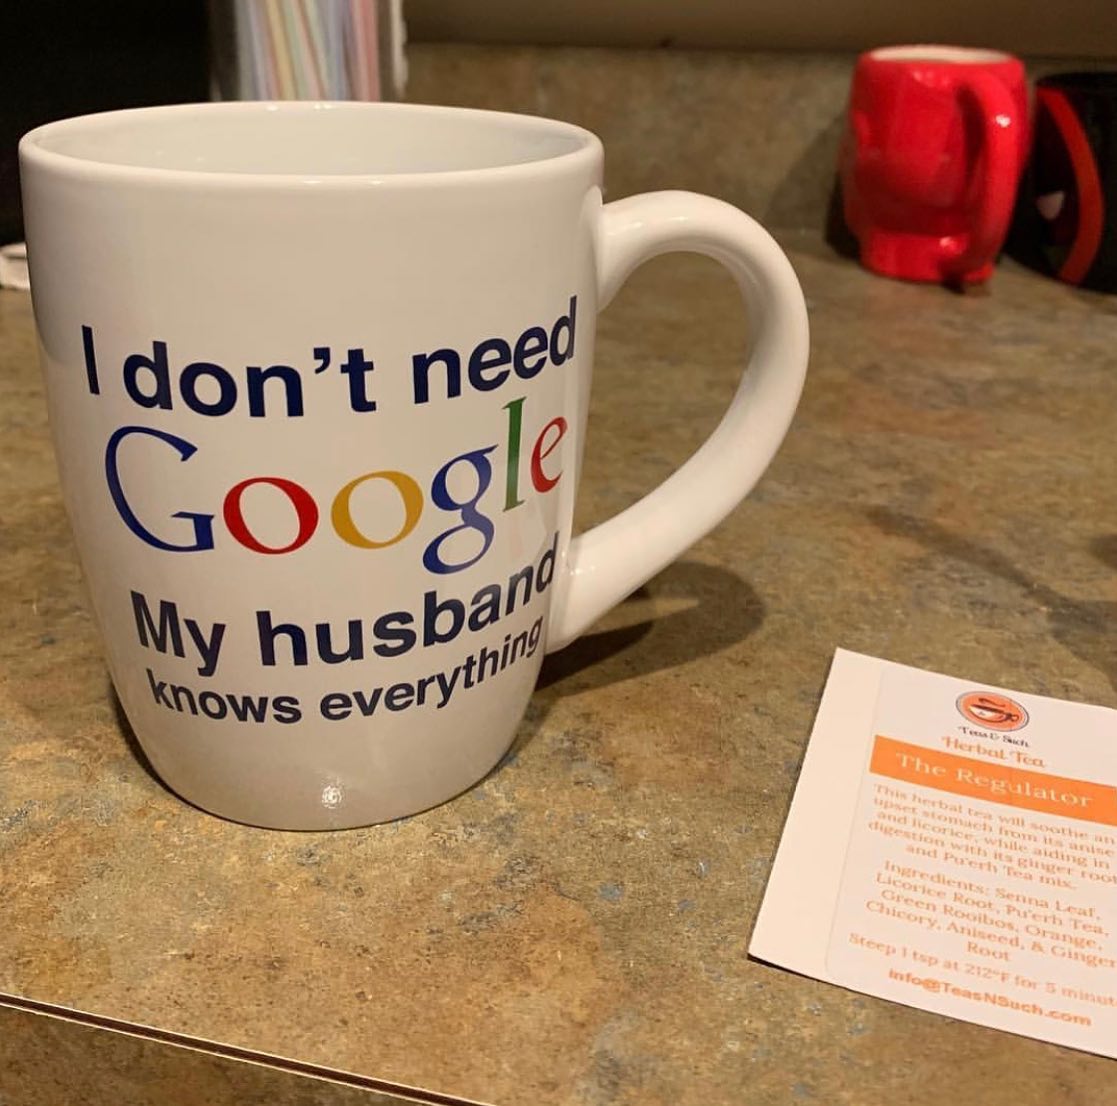 I don't need
Google
My husband
knows everything
Teas & Such
Herbal Tea
The Regulator
This herbal tea will soothe an
upset stomach from its anise
and licorice, while aiding in
digestion with its ginger root
and Pu'erh Tea mix.
Ingredients: Senna Leaf,
Licorice Root, Pu'erh Tea,
Green Rooibos, Orange,
Chicory, Aniseed, & Ginger
Root
Steep 1 tsp at 212°F for 5 minut
info@TeasNSuch.com